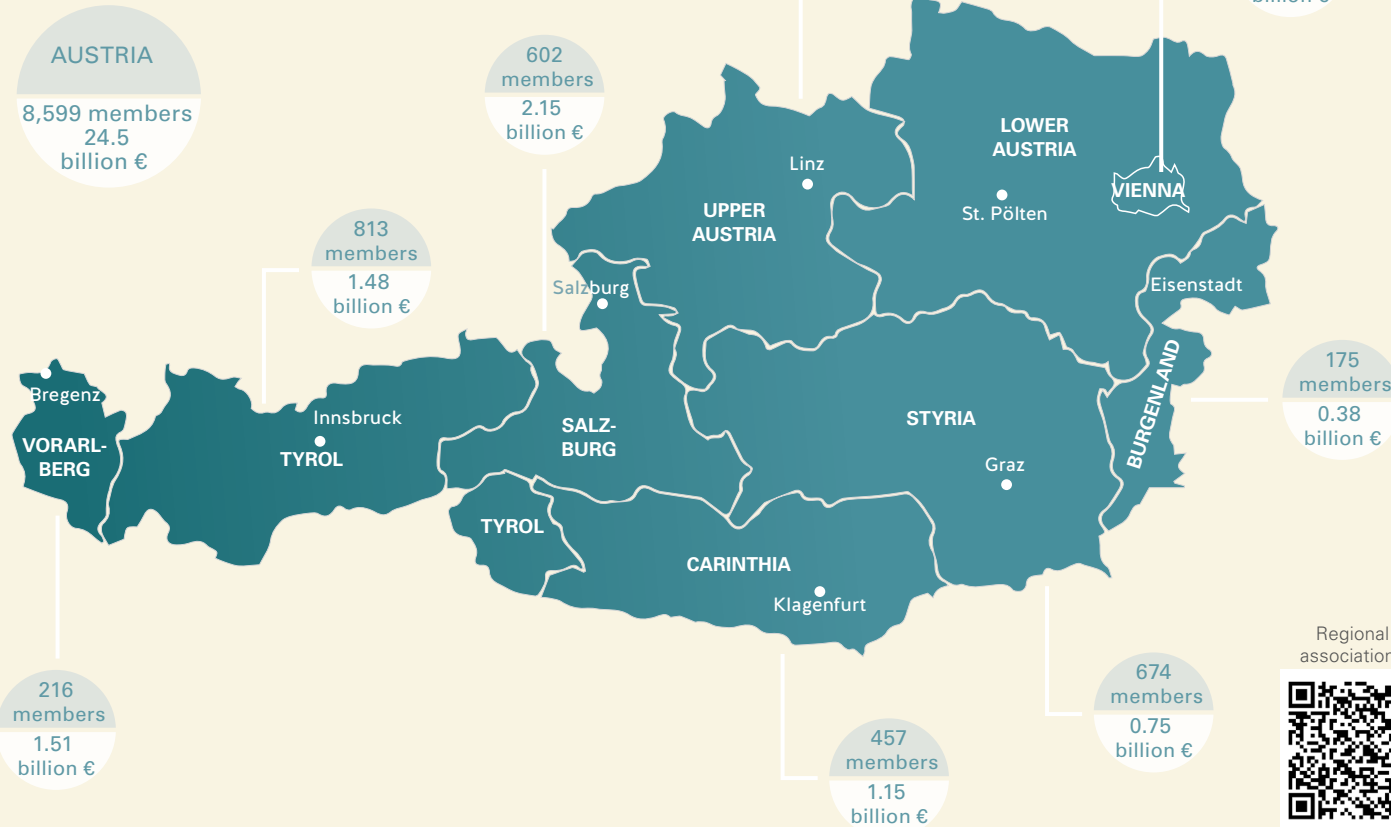 billion €
AUSTRIA
8,599 members
24.5
billion €
602
members
2.15
billion €
LOWER
AUSTRIA
Linz
VIENNA
St. Pölten
UPPER
AUSTRIA
813
members
1.48
billion €
Salzburg
Eisenstadt
175
members
0.38
billion €
BURGENLAND
Bregenz
VORARL-
BERG
Innsbruck
TYROL
SALZ-
BURG
STYRIA
Graz
TYROL
CARINTHIA
Klagenfurt
216
members
1.51
billion €
457
members
1.15
billion €
674
members
0.75
billion €
Regional
association